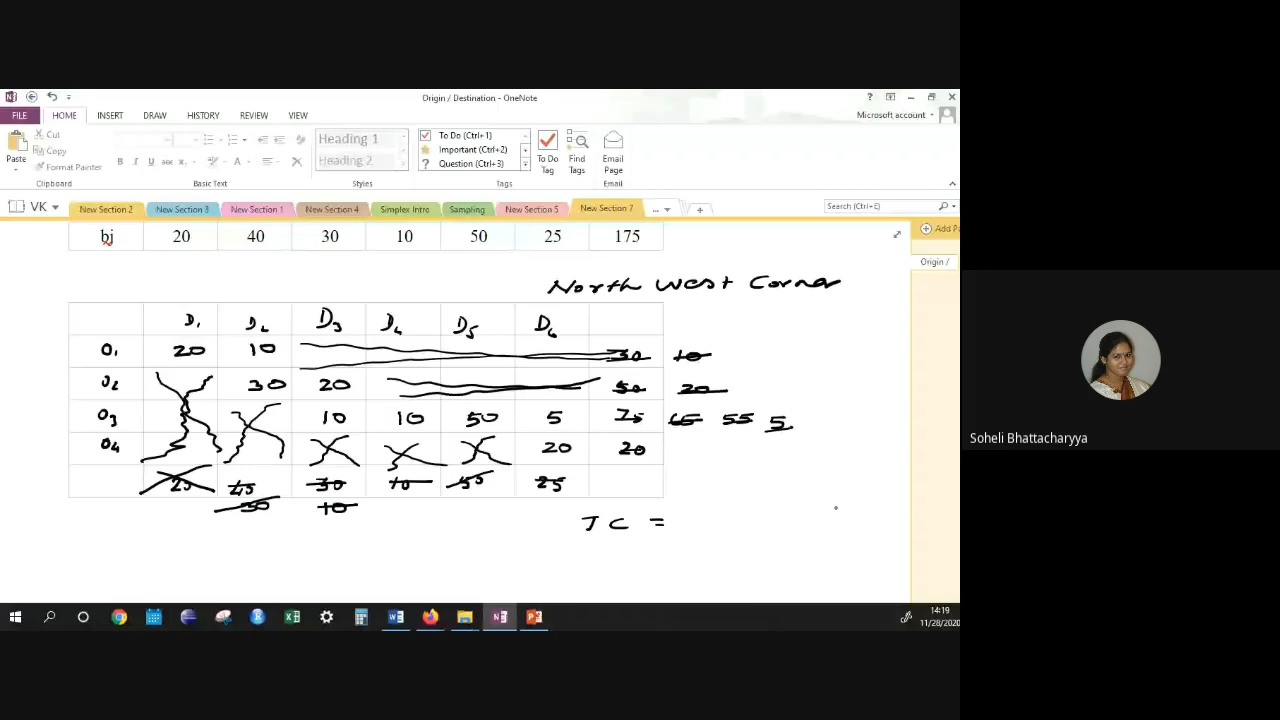 Origin / Destination - OneNote
FILE HOME INSERT DRAW HISTORY REVIEW VIEW
Microsoft account
Paste
Cut
Copy
Format Painter
Clipboard
B I U abc x₂ A
Basic Text
Heading 1
Heading 2
Styles
To Do (Ctrl+1)
Important (Ctrl+2)
Question (Ctrl+3)
Tags
To Do Tag
Find Tags
Email Page
Email
VK New Section 2 New Section 3 New Section 1 New Section 4 Simplex Intro Sampling New Section 5 New Section 7 ... + Search (Ctrl+E)
Add Pa
Origin /
bj 20 40 30 10 50 25 175
North West Corner
D1 D2 D3 D4 D5 D6
O1 20 10 30 10
O2 30 20 50 20
O3 10 10 50 5 75 65 55 5
O4 20 20
30 10 25
30 10
TC =
Soheli Bhattacharyya
14:19
11/28/2020